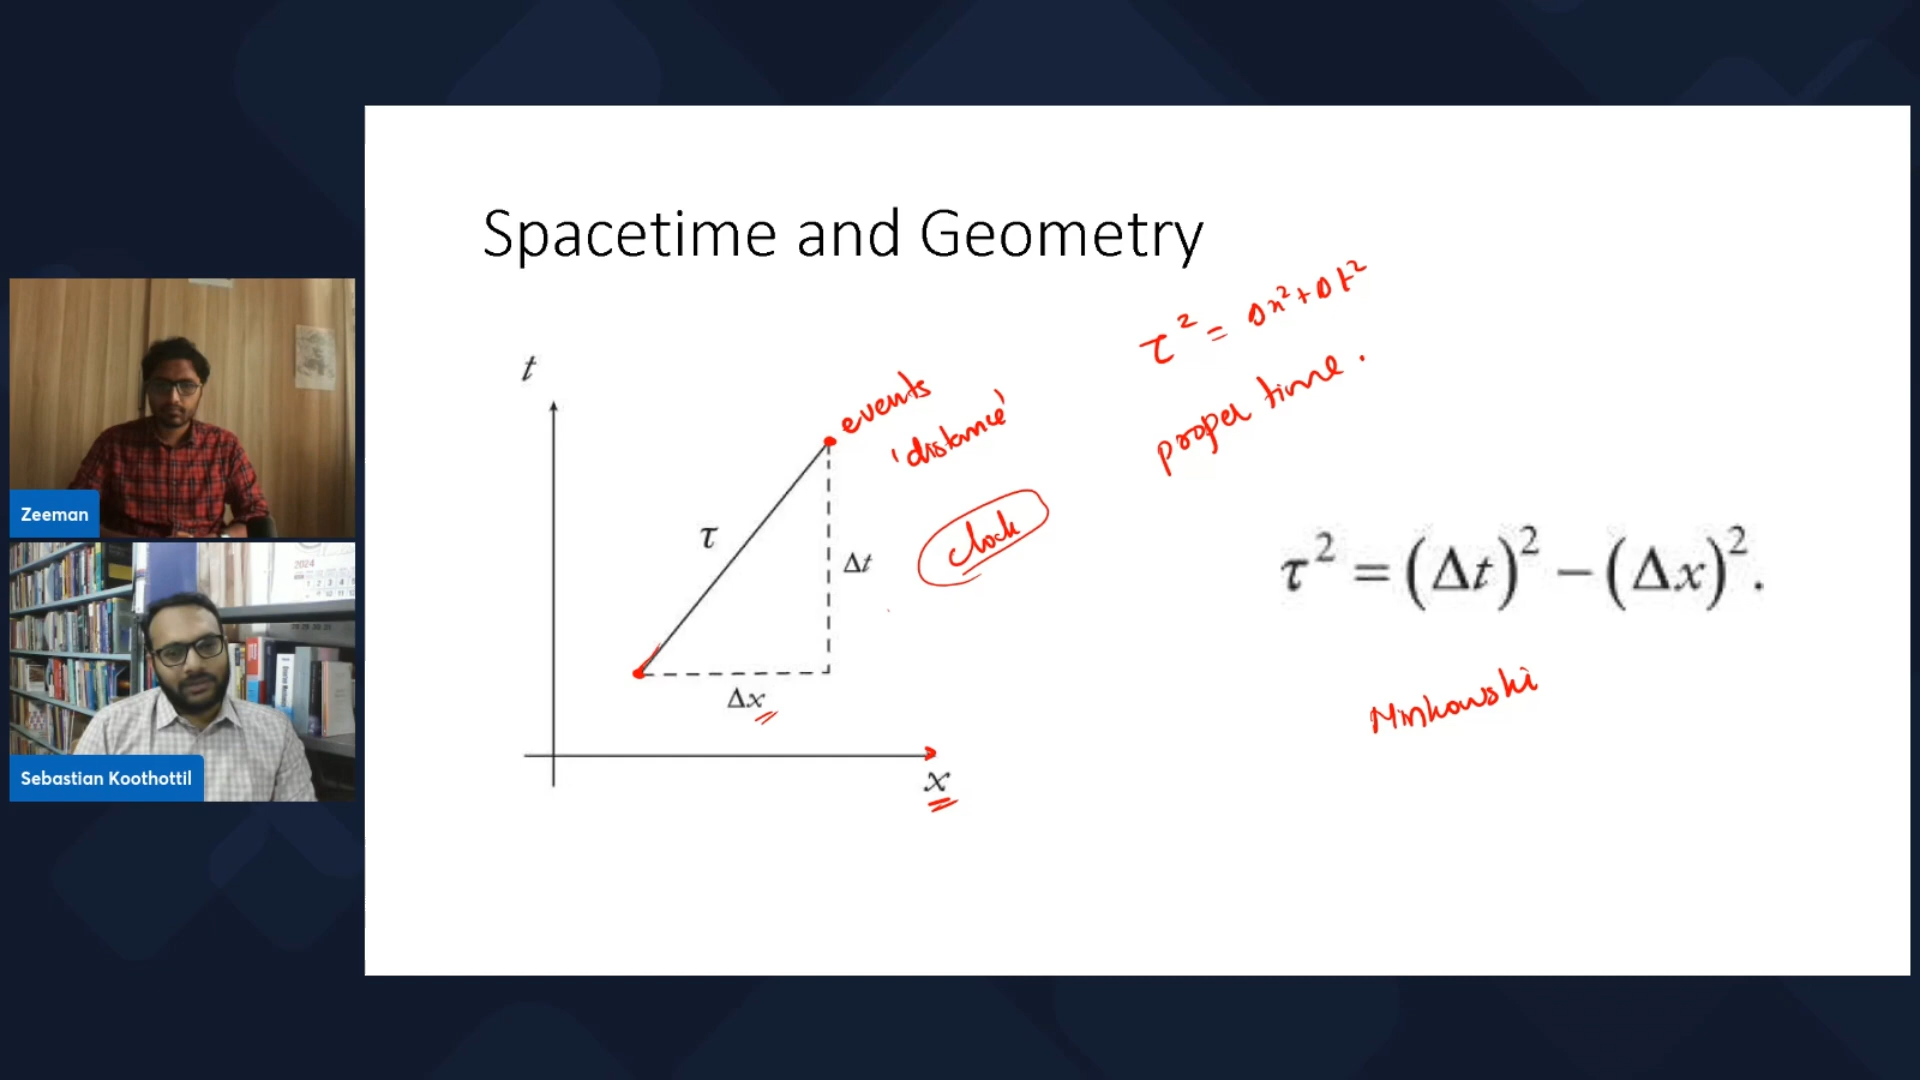 Spacetime and Geometry
τ² = Δx² + Δt²
proper time.
t
events
'distance'
clock
τ
Δt
τ² = (Δt)² − (Δx)².
Δx
Minkowski
x
Zeeman
2024
Sebastian Koothottil